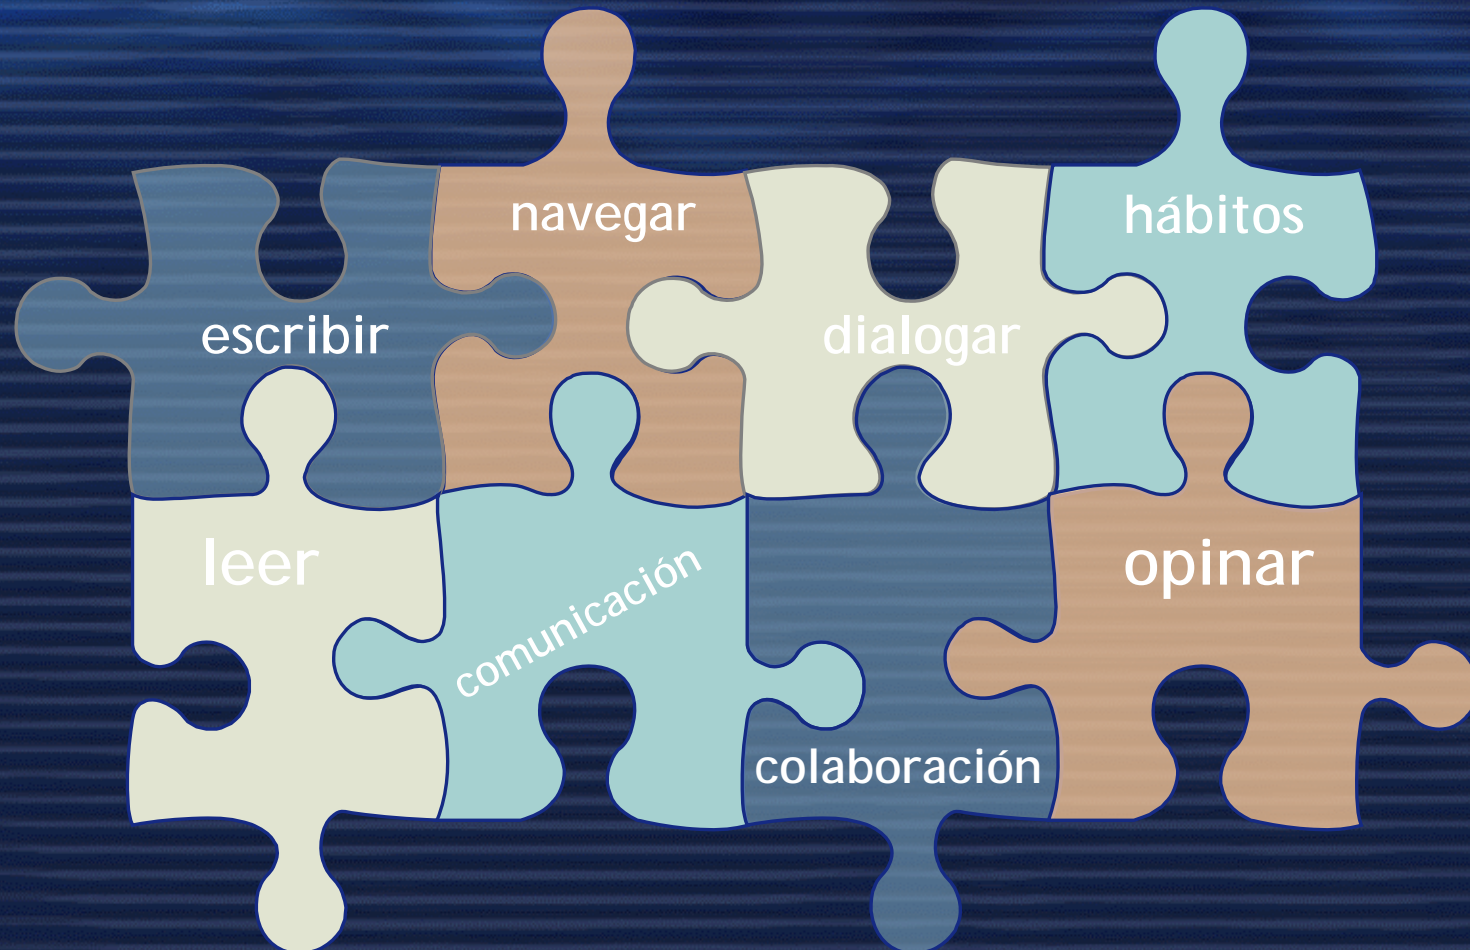 navegar
hábitos
escribir
dialogar
leer
opinar
comunicación
colaboración